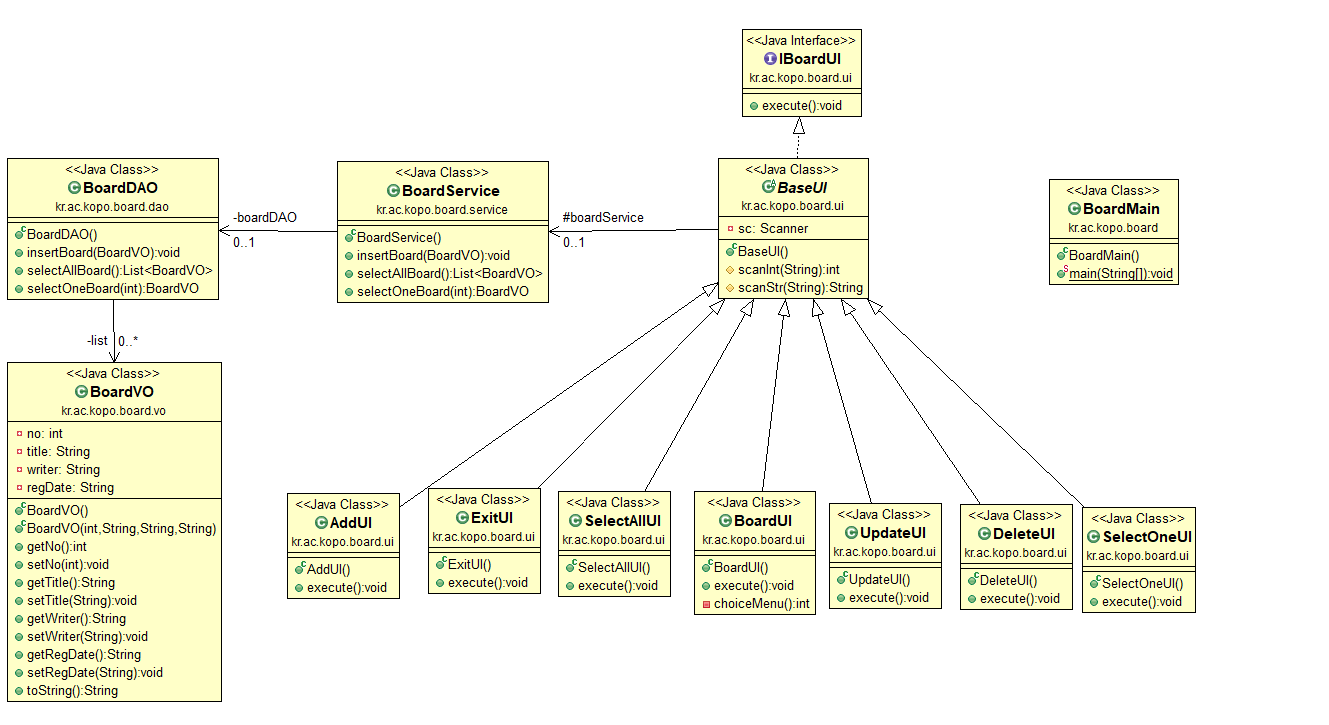 <<Java Interface>>
IBoardUI
kr.ac.kopo.board.ui
execute():void
<<Java Class>>
BoardDAO
kr.ac.kopo.board.dao
BoardDAO()
insertBoard(BoardVO):void
selectAllBoard():List<BoardVO>
selectOneBoard(int):BoardVO
-boardDAO
0..1
<<Java Class>>
BoardService
kr.ac.kopo.board.service
BoardService()
insertBoard(BoardVO):void
selectAllBoard():List<BoardVO>
selectOneBoard(int):BoardVO
#boardService
0..1
<<Java Class>>
BaseUI
kr.ac.kopo.board.ui
sc: Scanner
BaseUI()
scanInt(String):int
scanStr(String):String
<<Java Class>>
BoardMain
kr.ac.kopo.board
BoardMain()
main(String[]):void
-list
0..*
<<Java Class>>
BoardVO
kr.ac.kopo.board.vo
no: int
title: String
writer: String
regDate: String
BoardVO()
BoardVO(int,String,String,String)
getNo():int
setNo(int):void
getTitle():String
setTitle(String):void
getWriter():String
setWriter(String):void
getRegDate():String
setRegDate(String):void
toString():String
<<Java Class>>
AddUI
kr.ac.kopo.board.ui
AddUI()
execute():void
<<Java Class>>
ExitUI
kr.ac.kopo.board.ui
ExitUI()
execute():void
<<Java Class>>
SelectAllUI
kr.ac.kopo.board.ui
SelectAllUI()
execute():void
<<Java Class>>
BoardUI
kr.ac.kopo.board.ui
BoardUI()
execute():void
choiceMenu():int
<<Java Class>>
UpdateUI
kr.ac.kopo.board.ui
UpdateUI()
execute():void
<<Java Class>>
DeleteUI
kr.ac.kopo.board.ui
DeleteUI()
execute():void
<<Java Class>>
SelectOneUI
kr.ac.kopo.board.ui
SelectOneUI()
execute():void